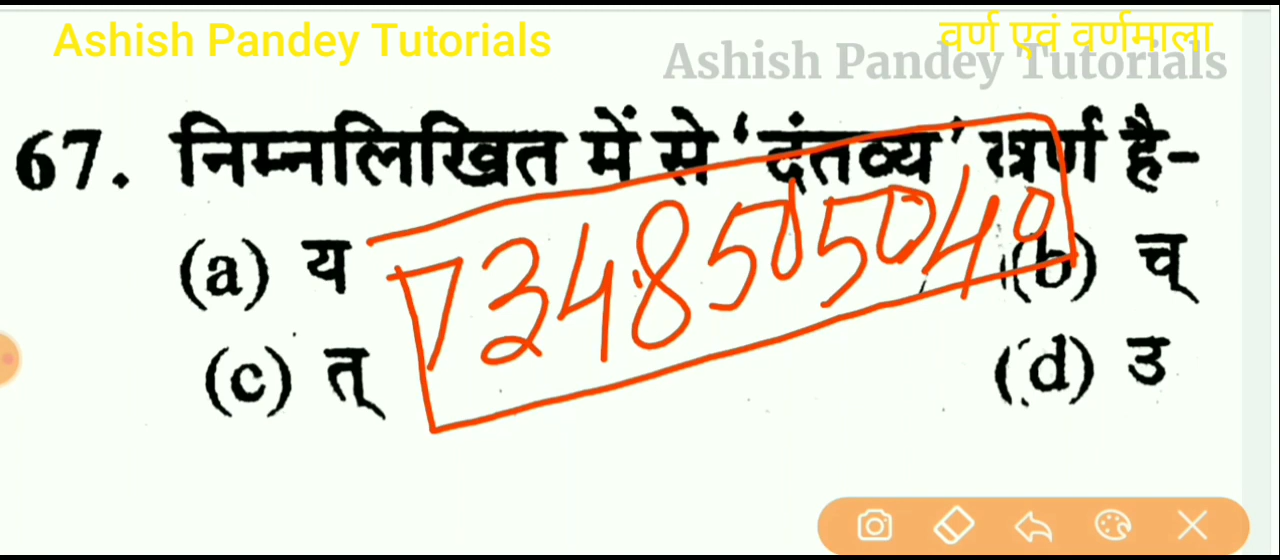 Ashish Pandey Tutorials
वर्ण एवं वर्णमाला
Ashish Pandey Tutorials
67. निम्नलिखित में से 'दंतव्य' वर्ण है-
(a) य
(b) च्
7348505049
(c) त्
(d) उ